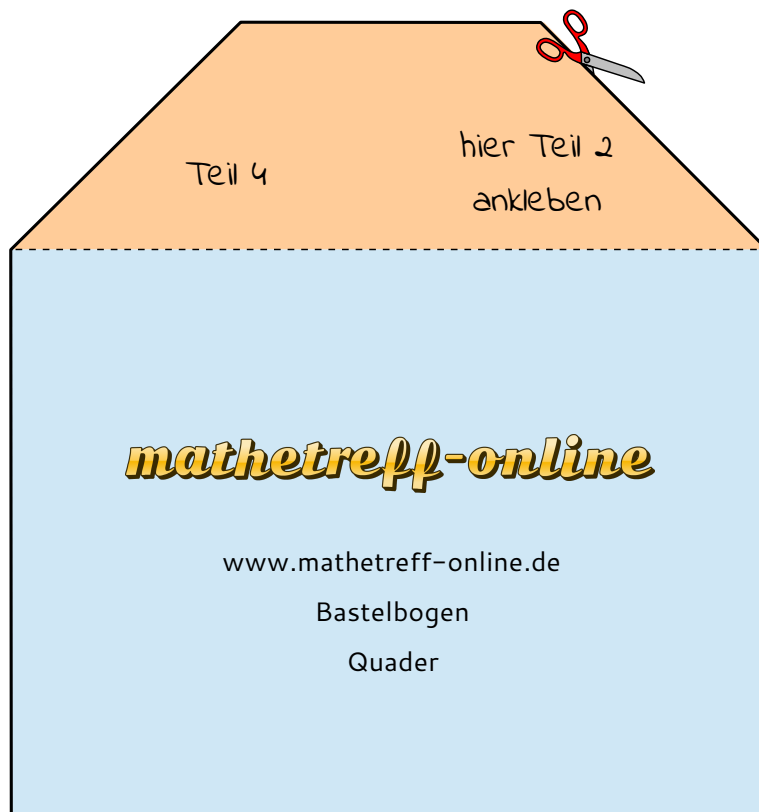 Teil 4
hier Teil 2
ankleben
mathetreff-online
www.mathetreff-online.de
Bastelbogen
Quader